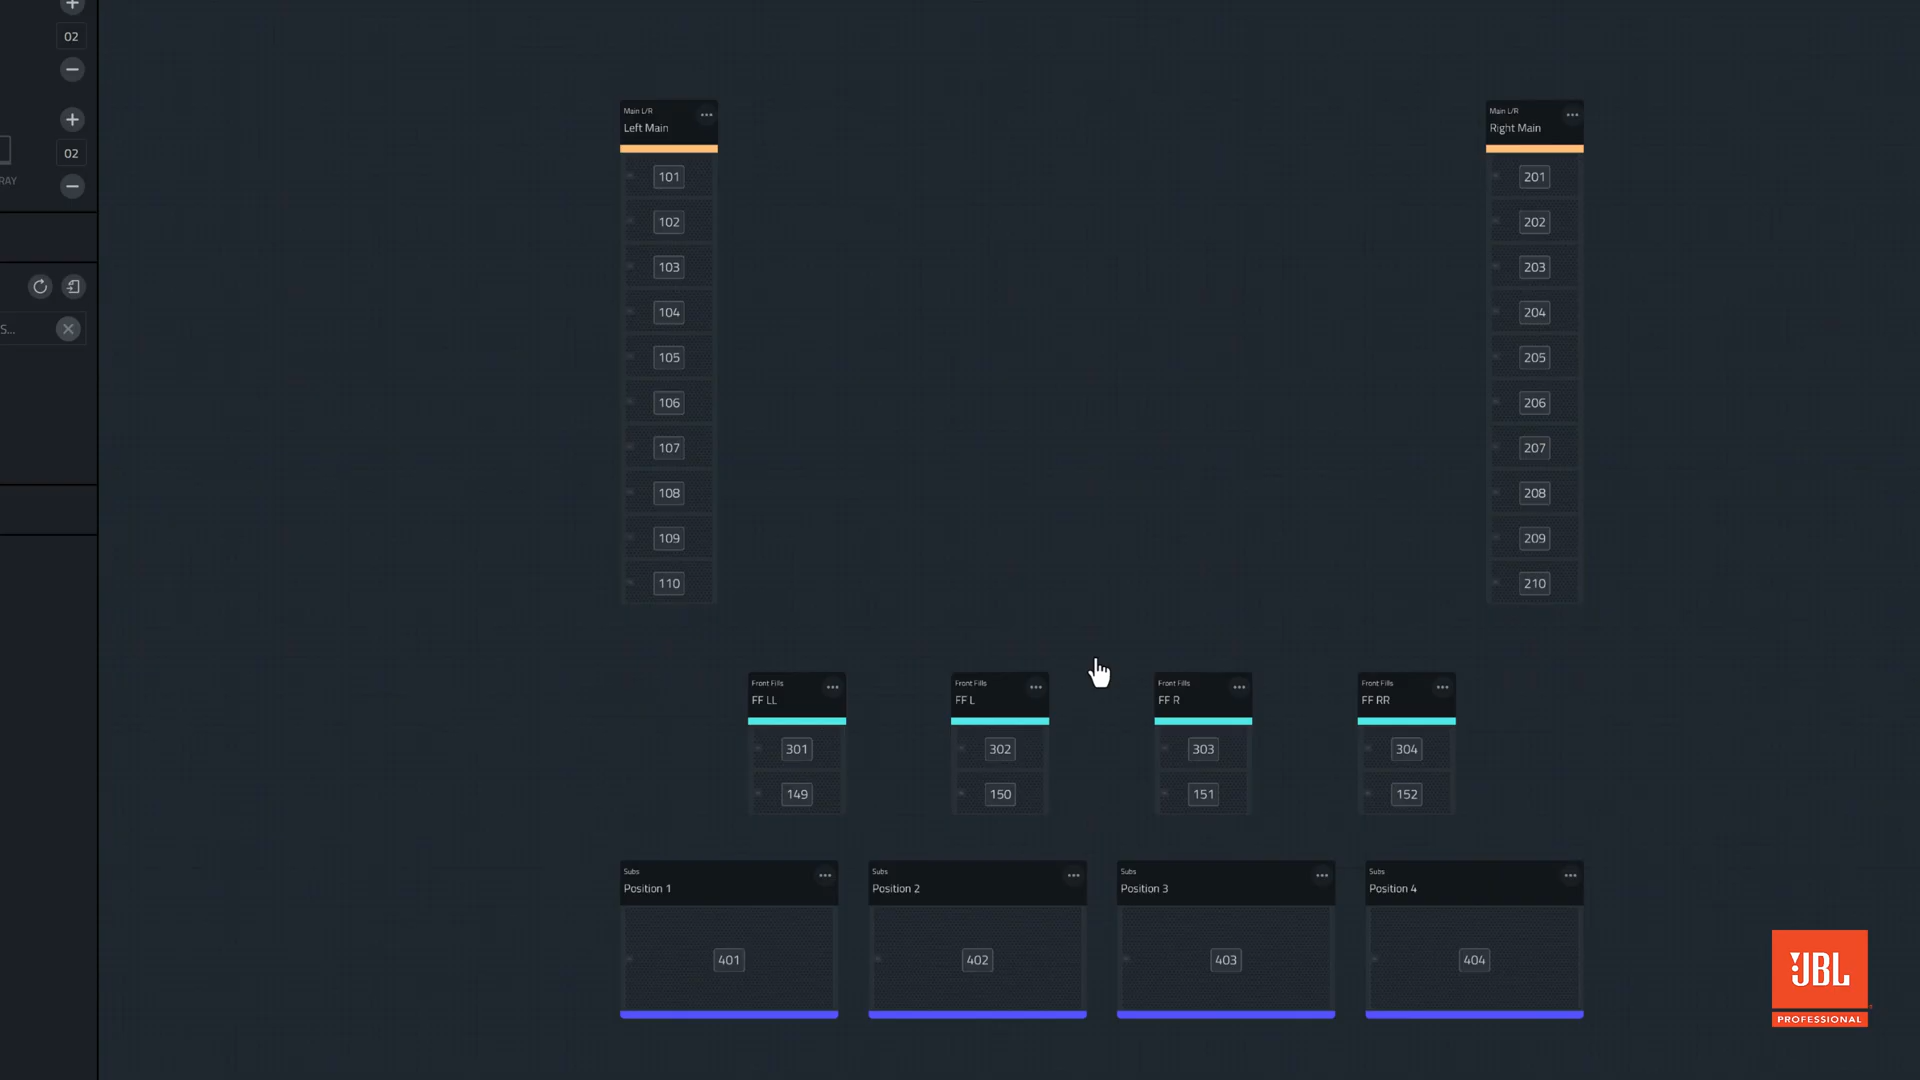 02
02
RAY
S...
Main L/R
Left Main
101
102
103
104
105
106
107
108
109
110
Main L/R
Right Main
201
202
203
204
205
206
207
208
209
210
Front Fills
FF LL
301
149
Front Fills
FF L
302
150
Front Fills
FF R
303
151
Front Fills
FF RR
304
152
Subs
Position 1
401
Subs
Position 2
402
Subs
Position 3
403
Subs
Position 4
404
JBL
PROFESSIONAL